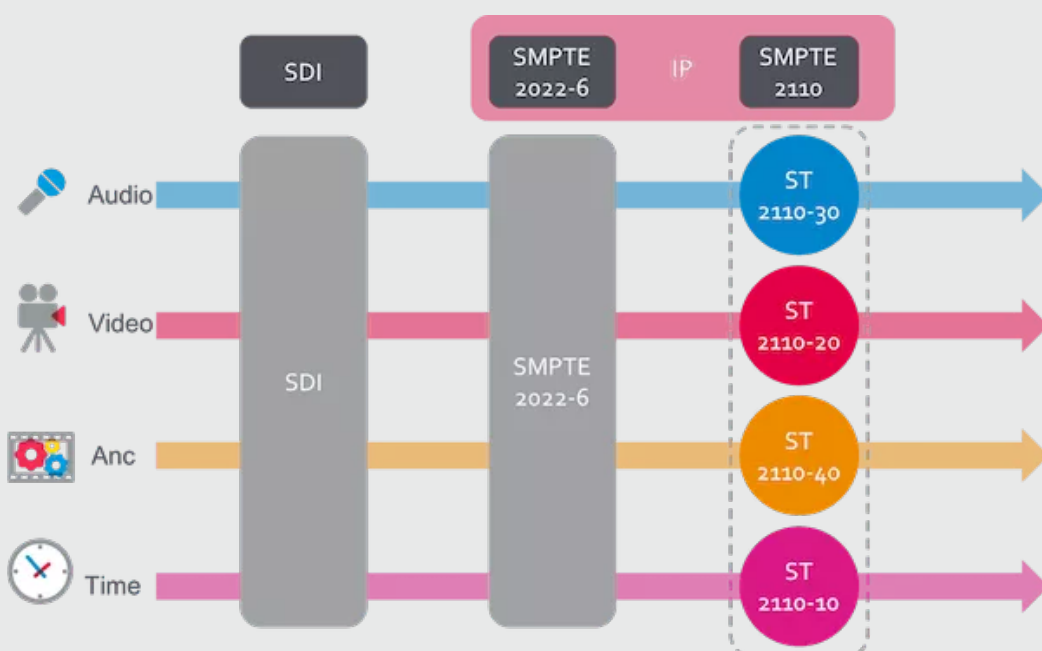 SDI
SMPTE
2022-6
IP
SMPTE
2110
Audio
ST
2110-30
Video
ST
2110-20
SDI
SMPTE
2022-6
Anc
ST
2110-40
Time
ST
2110-10